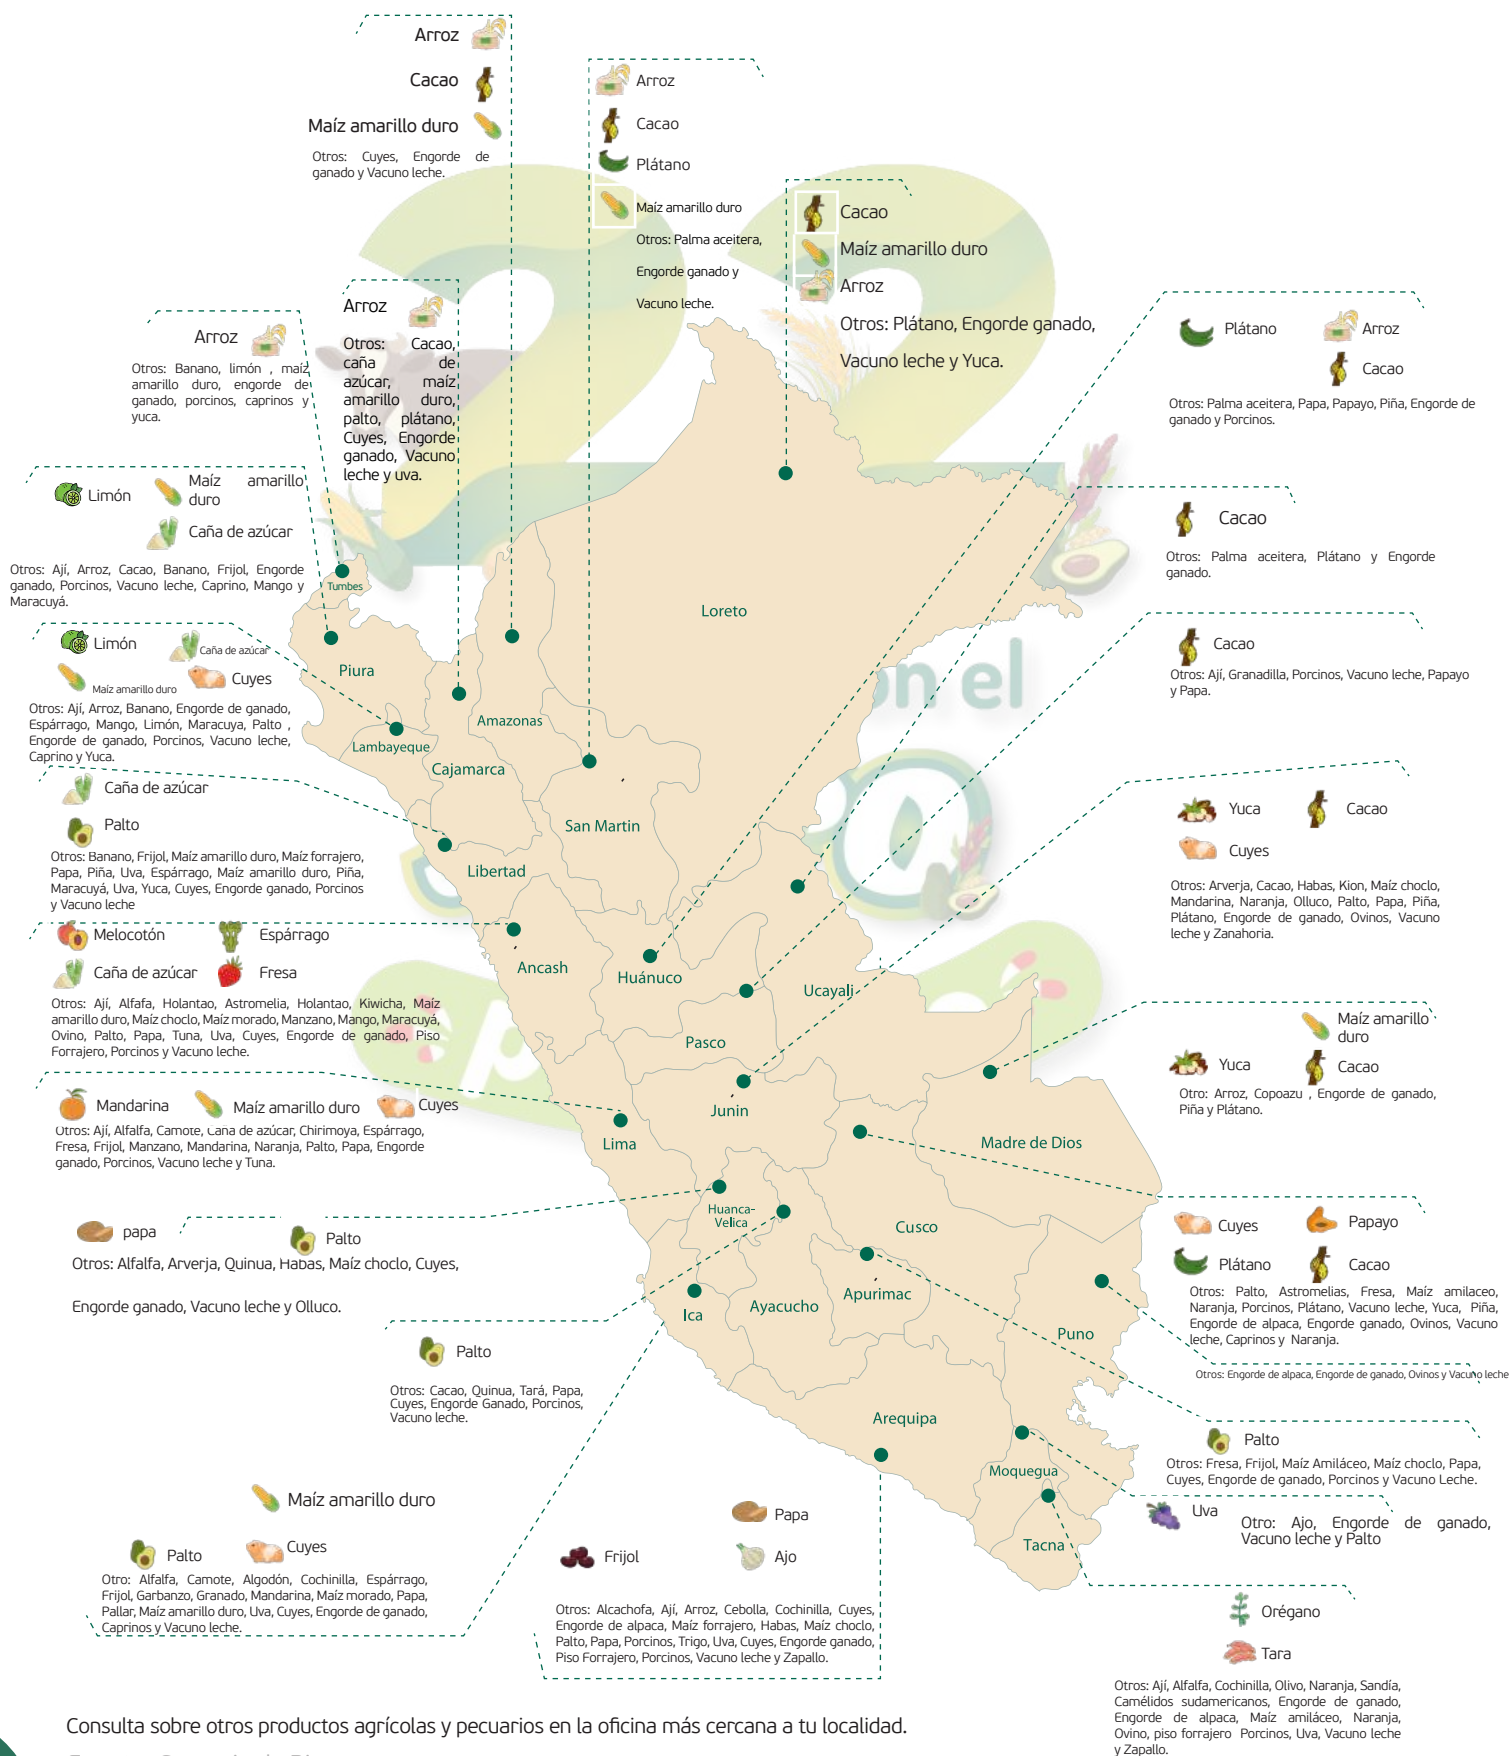 Arroz
Cacao
Maíz amarillo duro
Otros: Cuyes, Engorde de
ganado y Vacuno leche.
Arroz
Cacao
Plátano
Maíz amarillo duro
Otros: Palma aceitera,
Engorde ganado y
Vacuno leche.
Cacao
Maíz amarillo duro
Arroz
Otros: Plátano, Engorde ganado,
Vacuno leche y Yuca.
Arroz
Otros: Cacao,
caña de
azúcar, maíz
amarillo duro,
palto, plátano,
Cuyes, Engorde
ganado, Vacuno
leche y uva.
Arroz
Otros: Banano, limón , maíz
amarillo duro, engorde de
ganado, porcinos, caprinos y
yuca.
Plátano
Arroz
Cacao
Otros: Palma aceitera, Papa, Papayo, Piña, Engorde de
ganado y Porcinos.
Limón
Maíz amarillo
duro
Caña de azúcar
Otros: Ají, Arroz, Cacao, Banano, Frijol, Engorde
ganado, Porcinos, Vacuno leche, Caprino, Mango y
Maracuyá.
Cacao
Otros: Palma aceitera, Plátano y Engorde
ganado.
Limón
Caña de azúcar
Maíz amarillo duro
Cuyes
Otros: Ají, Arroz, Banano, Engorde de ganado,
Espárrago, Mango, Limón, Maracuya, Palto ,
Engorde de ganado, Porcinos, Vacuno leche,
Caprino y Yuca.
Cacao
Otros: Ají, Granadilla, Porcinos, Vacuno leche, Papayo
y Papa.
Caña de azúcar
Palto
Otros: Banano, Frijol, Maíz amarillo duro, Maíz forrajero,
Papa, Piña, Uva, Espárrago, Maíz amarillo duro, Piña,
Maracuyá, Uva, Yuca, Cuyes, Engorde ganado, Porcinos
y Vacuno leche
Yuca
Cacao
Cuyes
Otros: Arverja, Cacao, Habas, Kion, Maíz choclo,
Mandarina, Naranja, Olluco, Palto, Papa, Piña,
Plátano, Engorde de ganado, Ovinos, Vacuno
leche y Zanahoria.
Melocotón
Espárrago
Caña de azúcar
Fresa
Otros: Ají, Alfafa, Holantao, Astromelia, Holantao, Kiwicha, Maíz
amarillo duro, Maíz choclo, Maíz morado, Manzano, Mango, Maracuyá,
Ovino, Palto, Papa, Tuna, Uva, Cuyes, Engorde de ganado, Piso
Forrajero, Porcinos y Vacuno leche.
Maíz amarillo
duro
Yuca
Cacao
Otro: Arroz, Copoazu , Engorde de ganado,
Piña y Plátano.
Mandarina
Maíz amarillo duro
Cuyes
Otros: Ají, Alfalfa, Camote, Cana de azúcar, Chirimoya, Espárrago,
Fresa, Frijol, Manzano, Mandarina, Naranja, Palto, Papa, Engorde
ganado, Porcinos, Vacuno leche y Tuna.
papa
Palto
Otros: Alfalfa, Arverja, Quinua, Habas, Maíz choclo, Cuyes,
Engorde ganado, Vacuno leche y Olluco.
Cuyes
Papayo
Plátano
Cacao
Otros: Palto, Astromelias, Fresa, Maíz amilaceo,
Naranja, Porcinos, Plátano, Vacuno leche, Yuca, Piña,
Engorde de alpaca, Engorde ganado, Ovinos, Vacuno
leche, Caprinos y Naranja.
Otros: Engorde de alpaca, Engorde de ganado, Ovinos y Vacuno leche
Palto
Otros: Cacao, Quinua, Tará, Papa,
Cuyes, Engorde Ganado, Porcinos,
Vacuno leche.
Palto
Otros: Fresa, Frijol, Maíz Amiláceo, Maíz choclo, Papa,
Cuyes, Engorde de ganado, Porcinos y Vacuno Leche.
Maíz amarillo duro
Palto
Cuyes
Otro: Alfalfa, Camote, Algodón, Cochinilla, Espárrago,
Frijol, Garbanzo, Granado, Mandarina, Maíz morado, Papa,
Pallar, Maíz amarillo duro, Uva, Cuyes, Engorde de ganado,
Caprinos y Vacuno leche.
Papa
Frijol
Ajo
Otros: Alcachofa, Ají, Arroz, Cebolla, Cochinilla, Cuyes,
Engorde de alpaca, Maíz forrajero, Habas, Maíz choclo,
Palto, Papa, Porcinos, Trigo, Uva, Cuyes, Engorde ganado,
Piso Forrajero, Porcinos, Vacuno leche y Zapallo.
Uva
Otro: Ajo, Engorde de ganado,
Vacuno leche y Palto
Orégano
Tara
Otros: Ají, Alfalfa, Cochinilla, Olivo, Naranja, Sandía,
Camélidos sudamericanos, Engorde de ganado,
Engorde de alpaca, Maíz amiláceo, Naranja,
Ovino, piso forrajero Porcinos, Uva, Vacuno leche
y Zapallo.
Tumbes
Piura
Lambayeque
Cajamarca
Amazonas
Loreto
San Martin
Libertad
Ancash
Huánuco
Ucayali
Pasco
Junin
Lima
Madre de Dios
Huanca-
Velica
Cusco
Ica
Ayacucho
Apurimac
Puno
Arequipa
Moquegua
Tacna
22
on el
Consulta sobre otros productos agrícolas y pecuarios en la oficina más cercana a tu localidad.